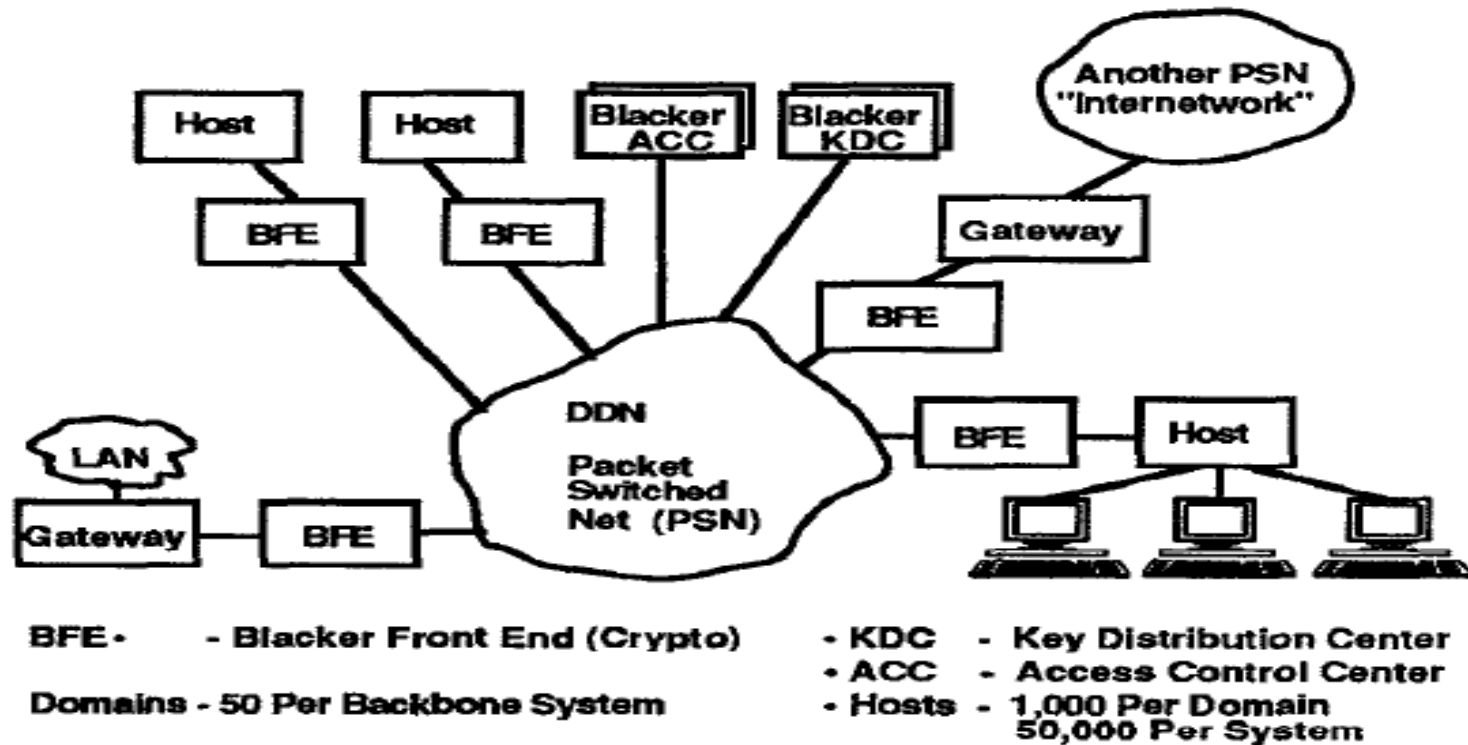 Host
Host
Blacker
ACC
Blacker
KDC
Another PSN
"Internetwork"
BFE
BFE
Gateway
BFE
DDN
Packet
Switched
Net (PSN)
BFE
Host
LAN
Gateway
BFE
BFE • - Blacker Front End (Crypto)
Domains - 50 Per Backbone System
• KDC - Key Distribution Center
• ACC - Access Control Center
• Hosts - 1,000 Per Domain
50,000 Per System